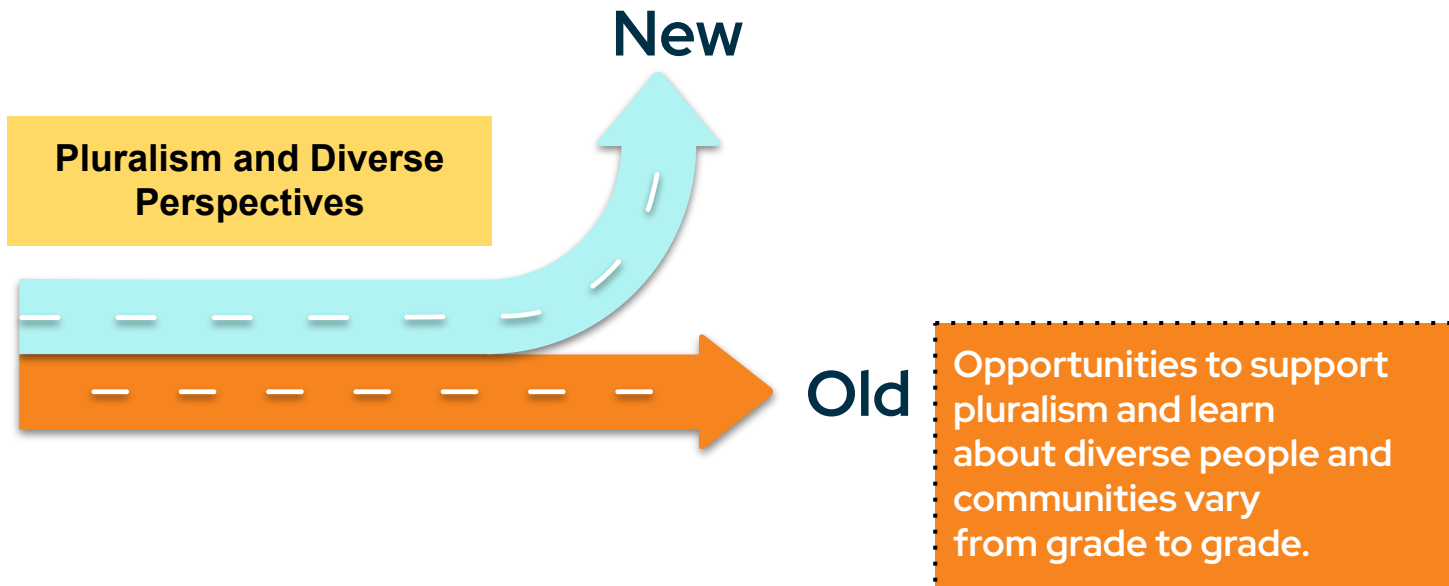 New
Pluralism and Diverse
Perspectives
Old
Opportunities to support
pluralism and learn
about diverse people and
communities vary
from grade to grade.